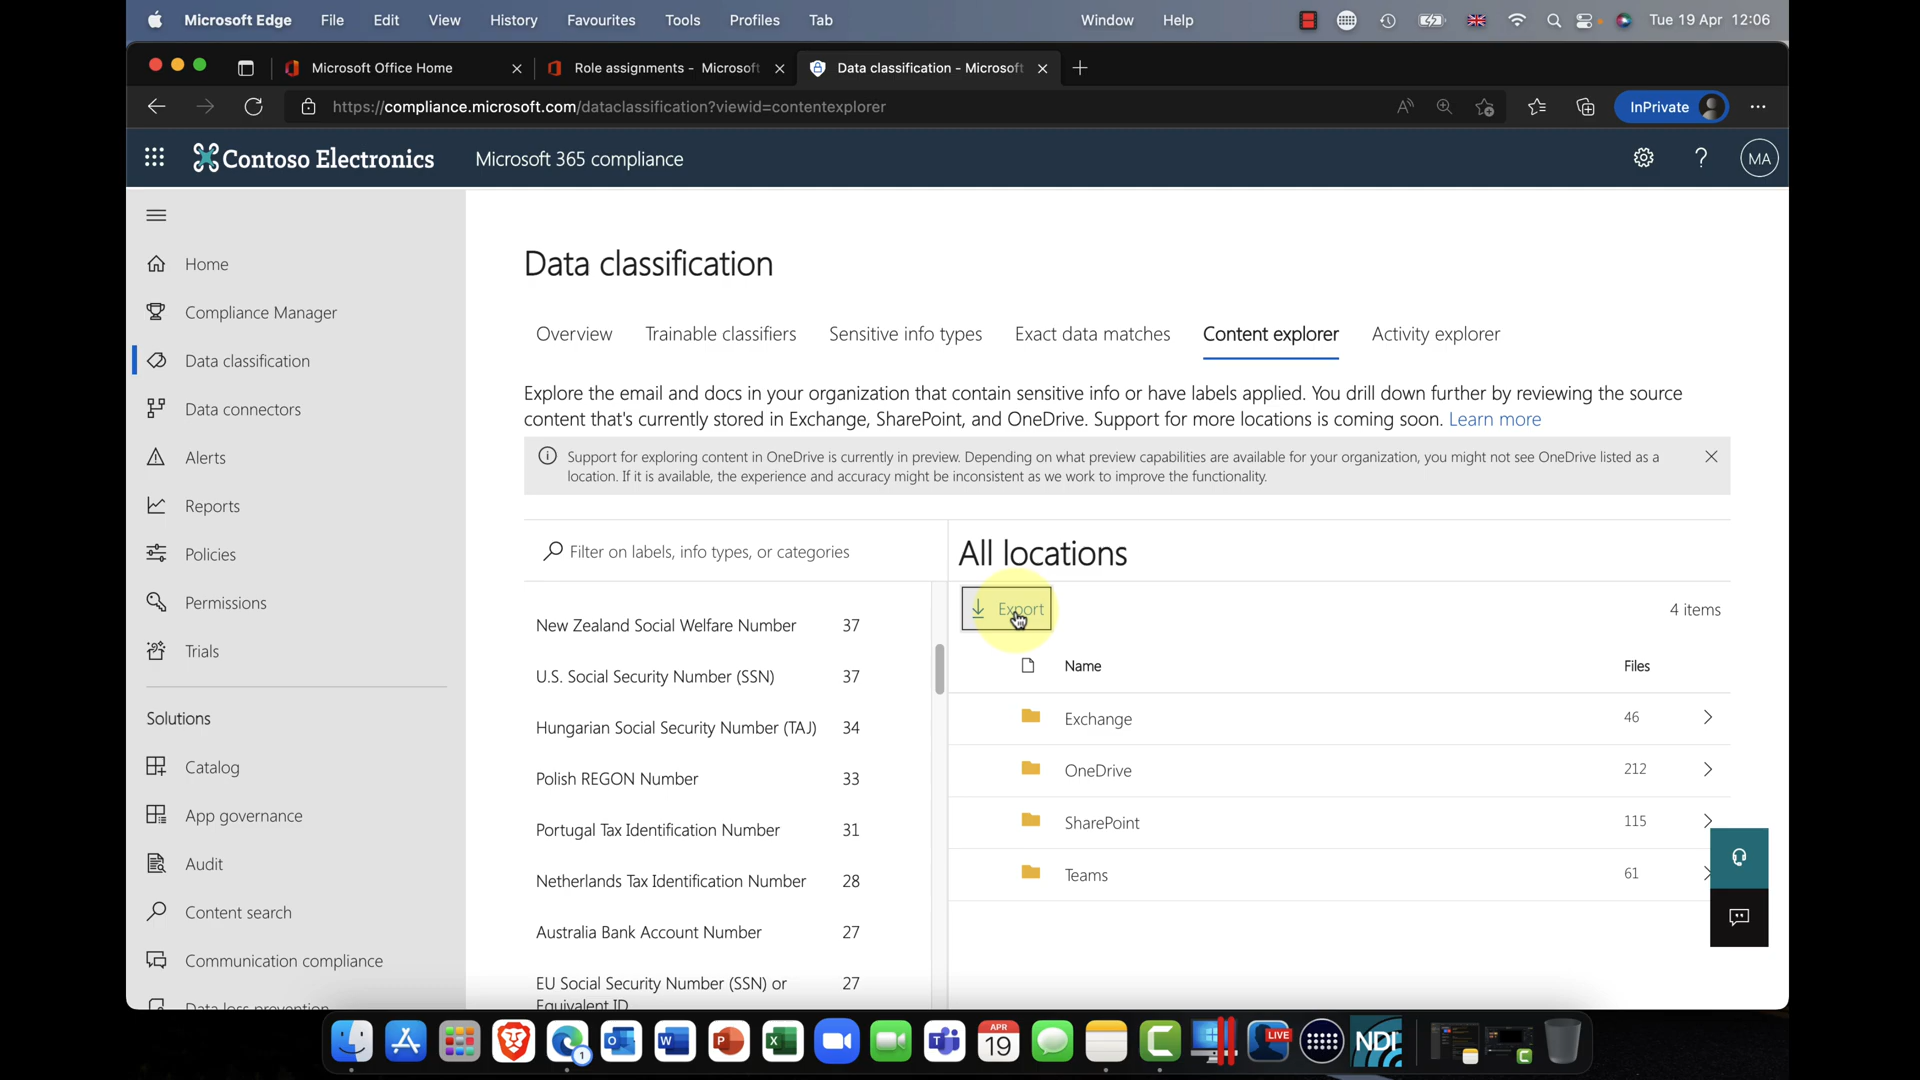 Microsoft Edge File Edit View History Favourites Tools Profiles Tab Window Help Tue 19 Apr 12:06
Microsoft Office Home Role assignments - Microsoft Data classification - Microsoft
https://compliance.microsoft.com/dataclassification?viewid=contentexplorer InPrivate
Contoso Electronics Microsoft 365 compliance MA
Home
Compliance Manager
Data classification
Data connectors
Alerts
Reports
Policies
Permissions
Trials
Solutions
Catalog
App governance
Audit
Content search
Communication compliance
Data loss prevention
Data classification
Overview Trainable classifiers Sensitive info types Exact data matches Content explorer Activity explorer
Explore the email and docs in your organization that contain sensitive info or have labels applied. You drill down further by reviewing the source
content that's currently stored in Exchange, SharePoint, and OneDrive. Support for more locations is coming soon. Learn more
Support for exploring content in OneDrive is currently in preview. Depending on what preview capabilities are available for your organization, you might not see OneDrive listed as a
location. If it is available, the experience and accuracy might be inconsistent as we work to improve the functionality.
Filter on labels, info types, or categories
New Zealand Social Welfare Number 37
U.S. Social Security Number (SSN) 37
Hungarian Social Security Number (TAJ) 34
Polish REGON Number 33
Portugal Tax Identification Number 31
Netherlands Tax Identification Number 28
Australia Bank Account Number 27
EU Social Security Number (SSN) or 27
Equivalent ID
All locations
Export 4 items
Name Files
Exchange 46
OneDrive 212
SharePoint 115
Teams 61
1 APR 19 LIVE NDI